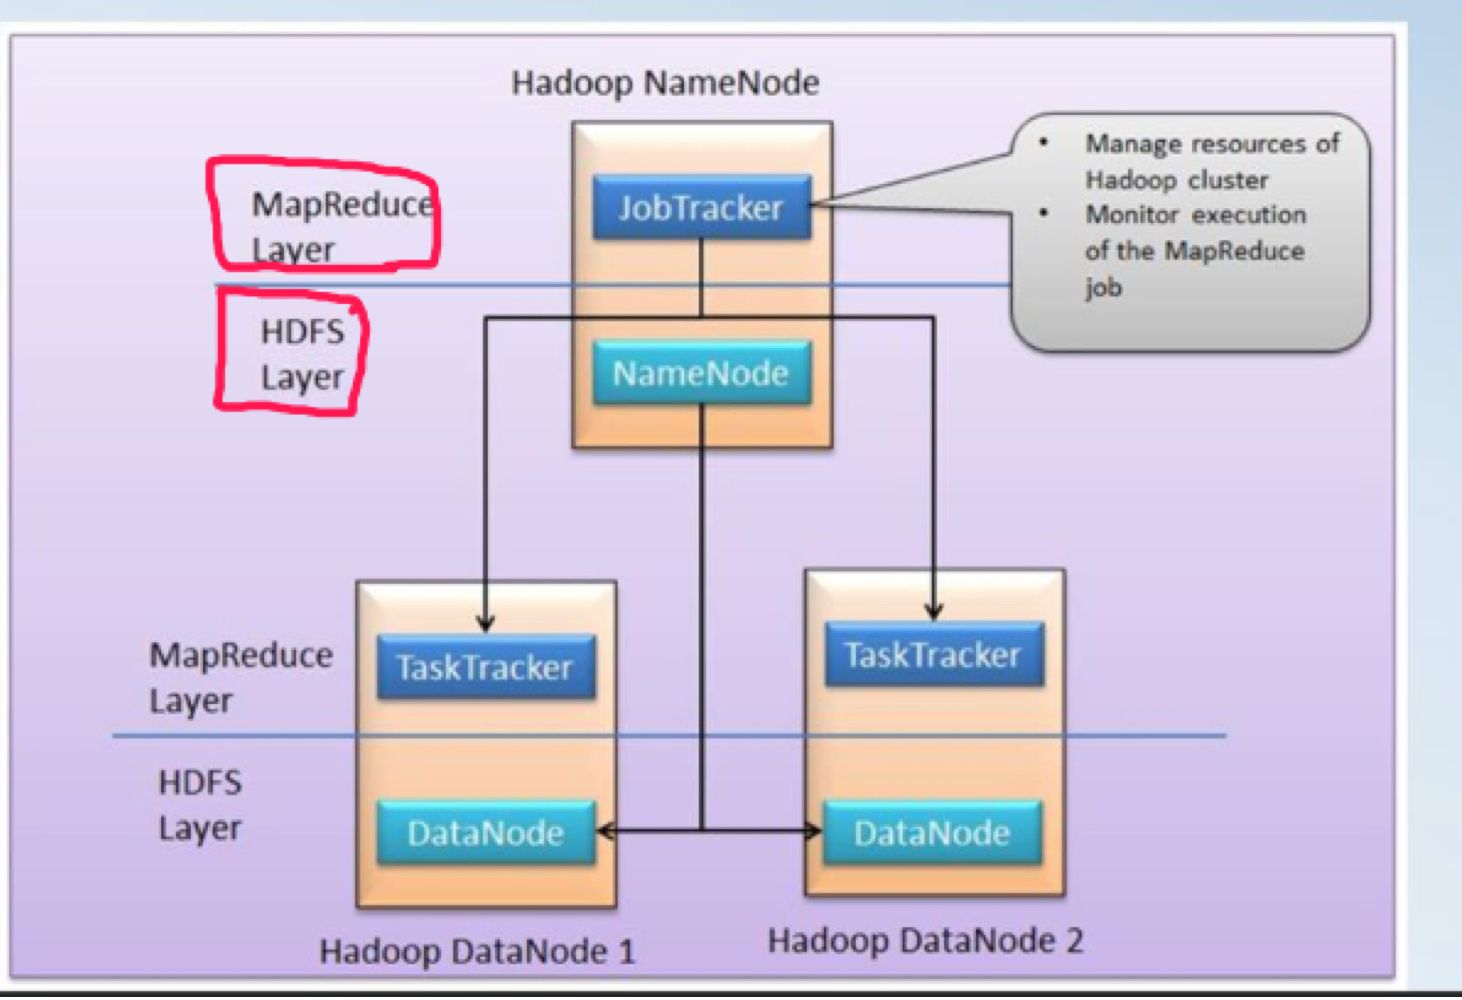 Hadoop NameNode
MapReduce
Layer
JobTracker
• Manage resources of
Hadoop cluster
• Monitor execution
of the MapReduce
job
HDFS
Layer
NameNode
MapReduce
Layer
TaskTracker
TaskTracker
HDFS
Layer
DataNode
DataNode
Hadoop DataNode 1
Hadoop DataNode 2